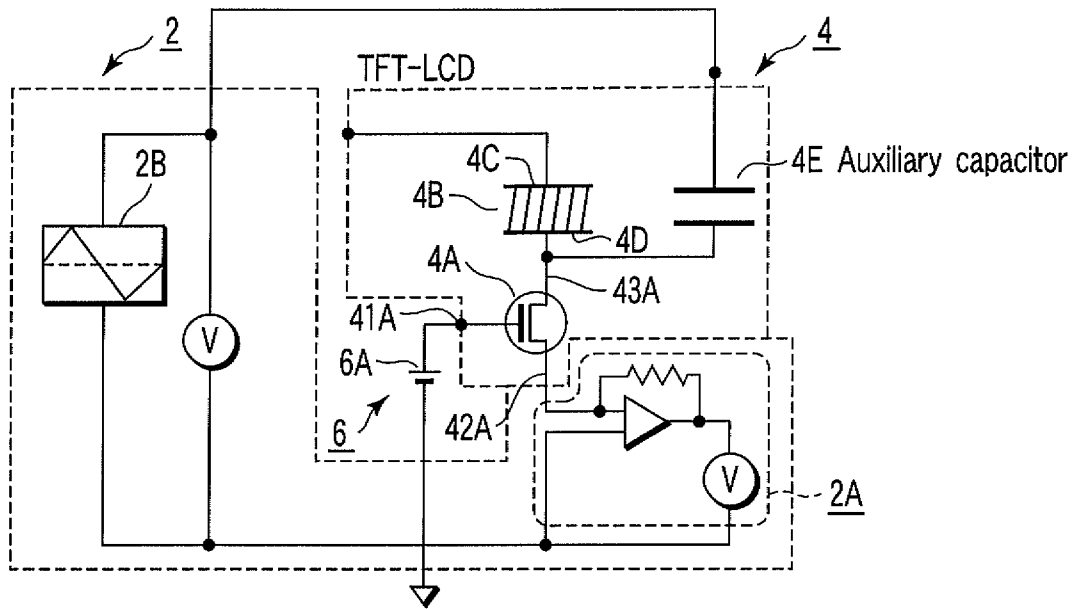 2
4
TFT-LCD
2B
4C
4E Auxiliary capacitor
4B
4D
4A
43A
41A
V
6A
42A
6
V
2A